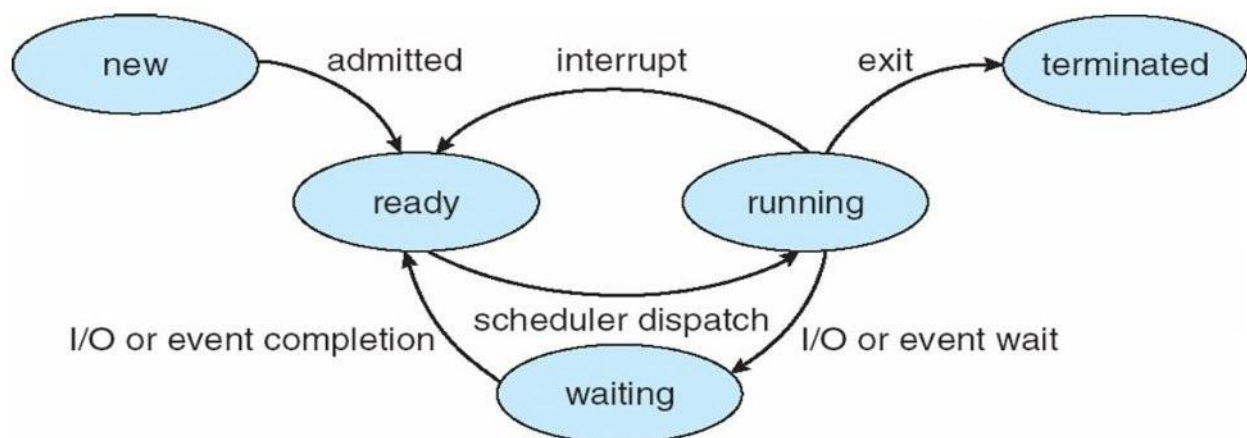 new
admitted
interrupt
exit
terminated
ready
running
scheduler dispatch
I/O or event completion
I/O or event wait
waiting